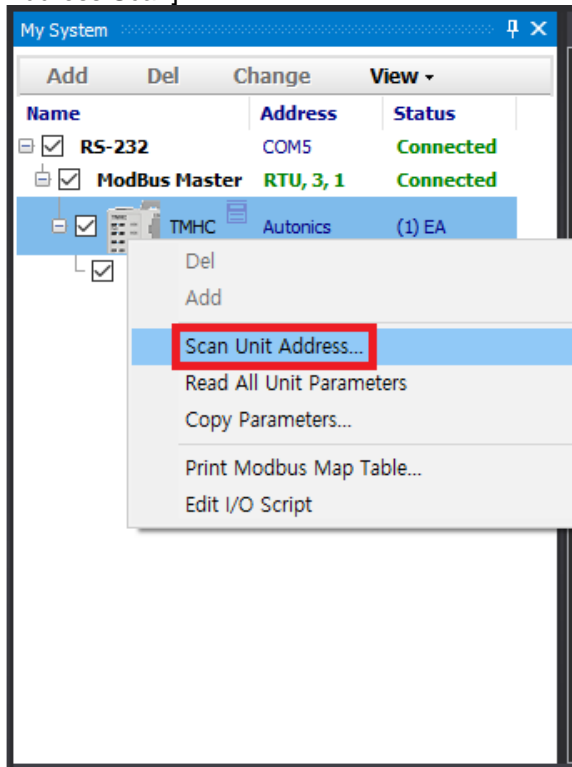 My System
Add Del Change View
Name Address Status
RS-232 COM5 Connected
ModBus Master RTU, 3, 1 Connected
TMHC Autonics (1) EA
Del
Add
Scan Unit Address...
Read All Unit Parameters
Copy Parameters...
Print Modbus Map Table...
Edit I/O Script